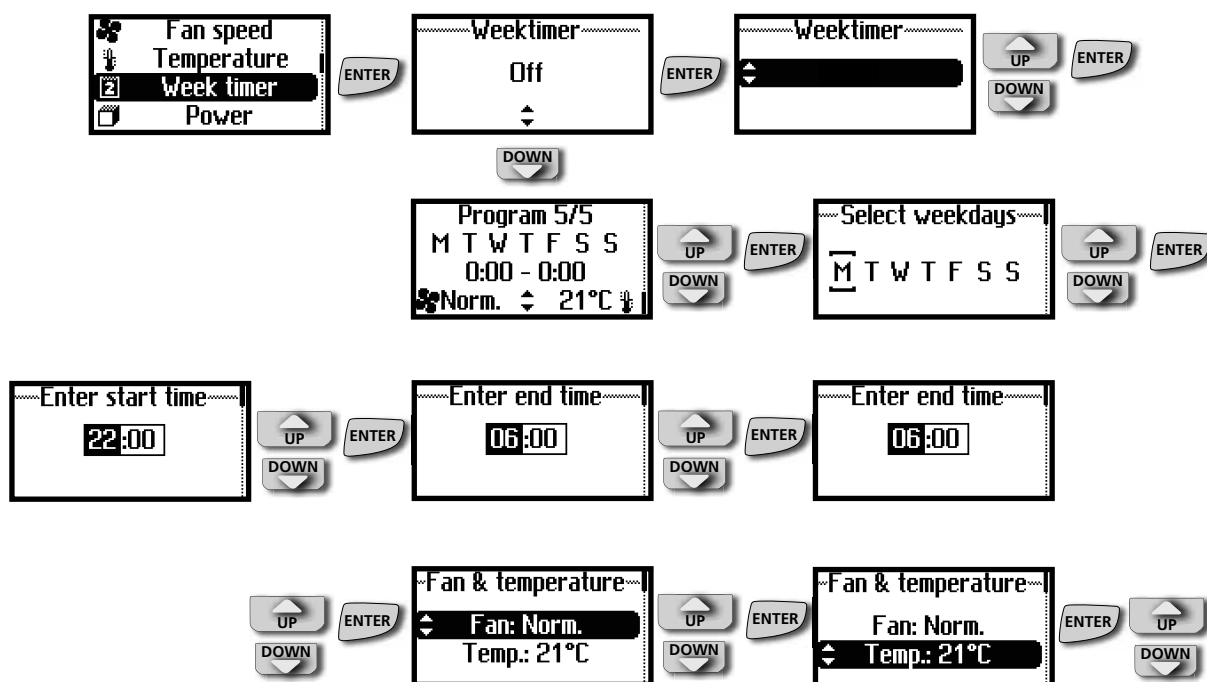 Fan speed
Temperature
Week timer
Power
ENTER
Weektimer
Off
ENTER
Weektimer
UP
DOWN
ENTER
DOWN
Program 5/5
M T W T F S S
0:00 - 0:00
Norm. 21°C
UP
DOWN
ENTER
Select weekdays
M T W T F S S
UP
DOWN
ENTER
Enter start time
22:00
UP
DOWN
ENTER
Enter end time
06:00
UP
DOWN
ENTER
Enter end time
06:00
UP
DOWN
ENTER
Fan & temperature
Fan: Norm.
Temp.: 21°C
UP
DOWN
ENTER
Fan & temperature
Fan: Norm.
Temp.: 21°C
ENTER
UP
DOWN